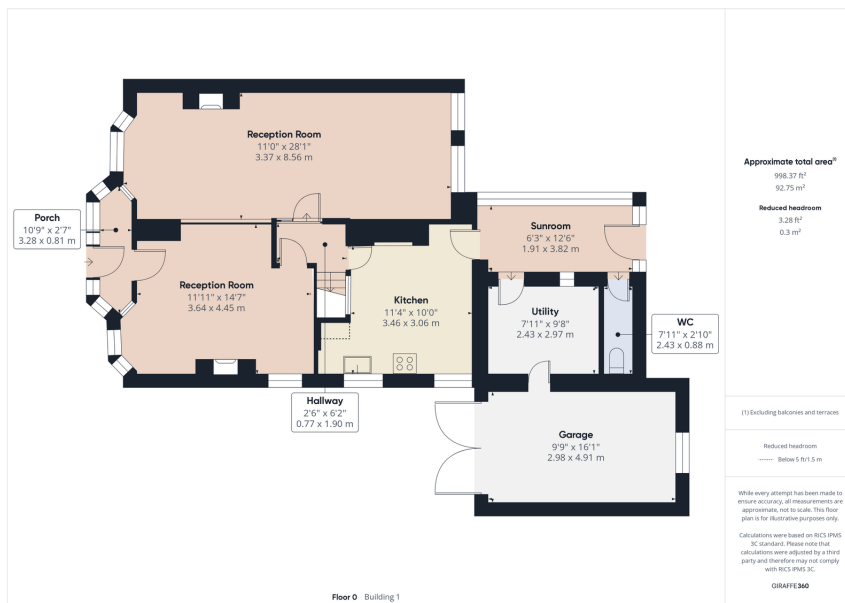 Reception Room
11'0" x 28'1"
3.37 x 8.56 m
Porch
10'9" x 2'7"
3.28 x 0.81 m
Sunroom
6'3" x 12'6"
1.91 x 3.82 m
Reception Room
11'11" x 14'7"
3.64 x 4.45 m
Kitchen
11'4" x 10'0"
3.46 x 3.06 m
Utility
7'11" x 9'8"
2.43 x 2.97 m
WC
7'11" x 2'10"
2.43 x 0.88 m
Hallway
2'6" x 6'2"
0.77 x 1.90 m
Garage
9'9" x 16'1"
2.98 x 4.91 m
Floor 0 Building 1
Approximate total area(1)
998.37 ft²
92.75 m²
Reduced headroom
3.28 ft²
0.3 m²
(1) Excluding balconies and terraces
Reduced headroom
Below 5 ft/1.5 m
While every attempt has been made to
ensure accuracy, all measurements are
approximate, not to scale. This floor
plan is for illustrative purposes only.
Calculations were based on RICS IPMS
3C standard. Please note that
calculations were adjusted by a third
party and therefore may not comply
with RICS IPMS 3C.
GIRAFFE360